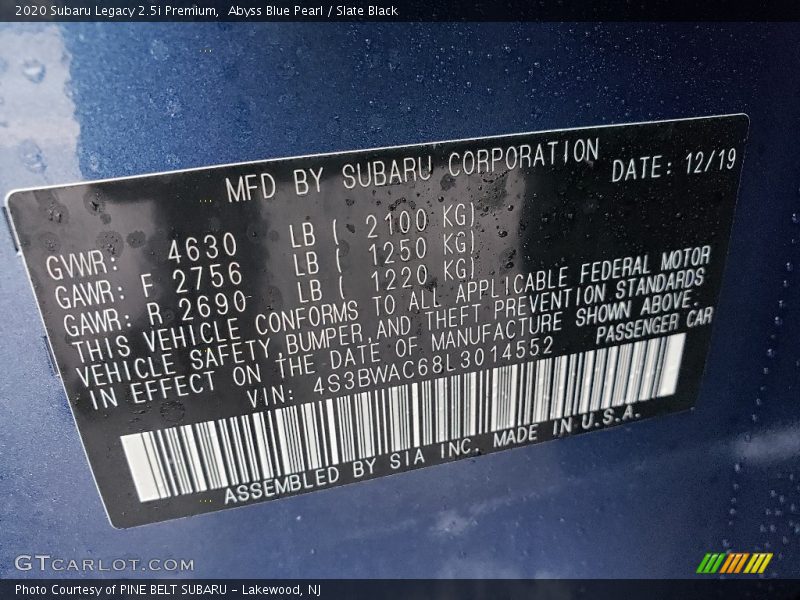 2020 Subaru Legacy 2.5i Premium,  Abyss Blue Pearl / Slate Black
MFD BY SUBARU CORPORATION DATE: 12/19
GVWR: 4630 LB ( 2100 KG)
GAWR: F 2756 LB ( 1250 KG)
GAWR: R 2690 LB ( 1220 KG)
THIS VEHICLE CONFORMS TO ALL APPLICABLE FEDERAL MOTOR
VEHICLE SAFETY,BUMPER,AND THEFT PREVENTION STANDARDS
IN EFFECT ON THE DATE OF MANUFACTURE SHOWN ABOVE.
VIN: 4S3BWAC68L3014552 PASSENGER CAR
ASSEMBLED BY SIA INC. MADE IN U.S.A.
GTCARLOT.COM
Photo Courtesy of PINE BELT SUBARU – Lakewood, NJ